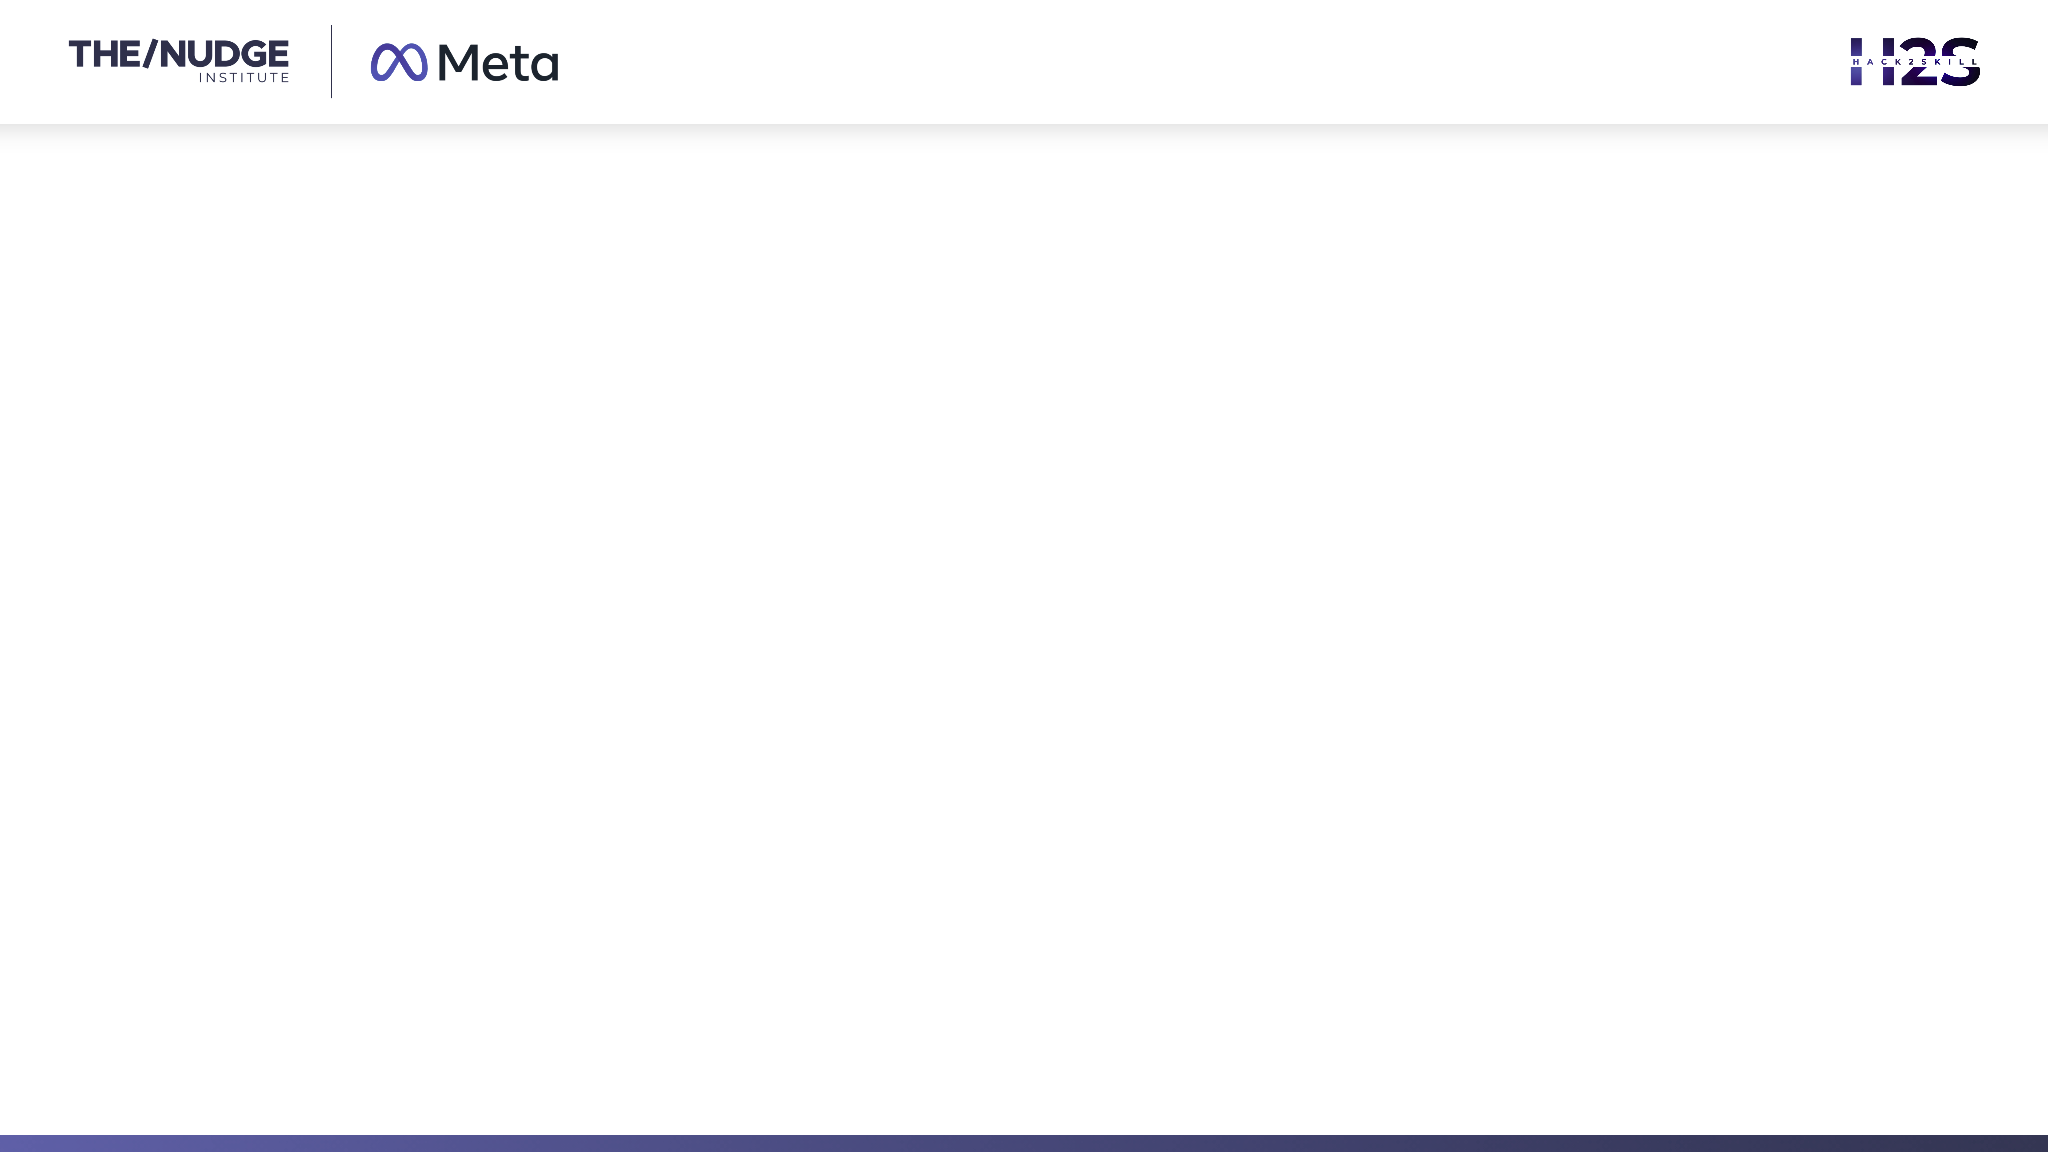 THE/NUDGE
INSTITUTE
Meta
H2S
HACK2SKILL